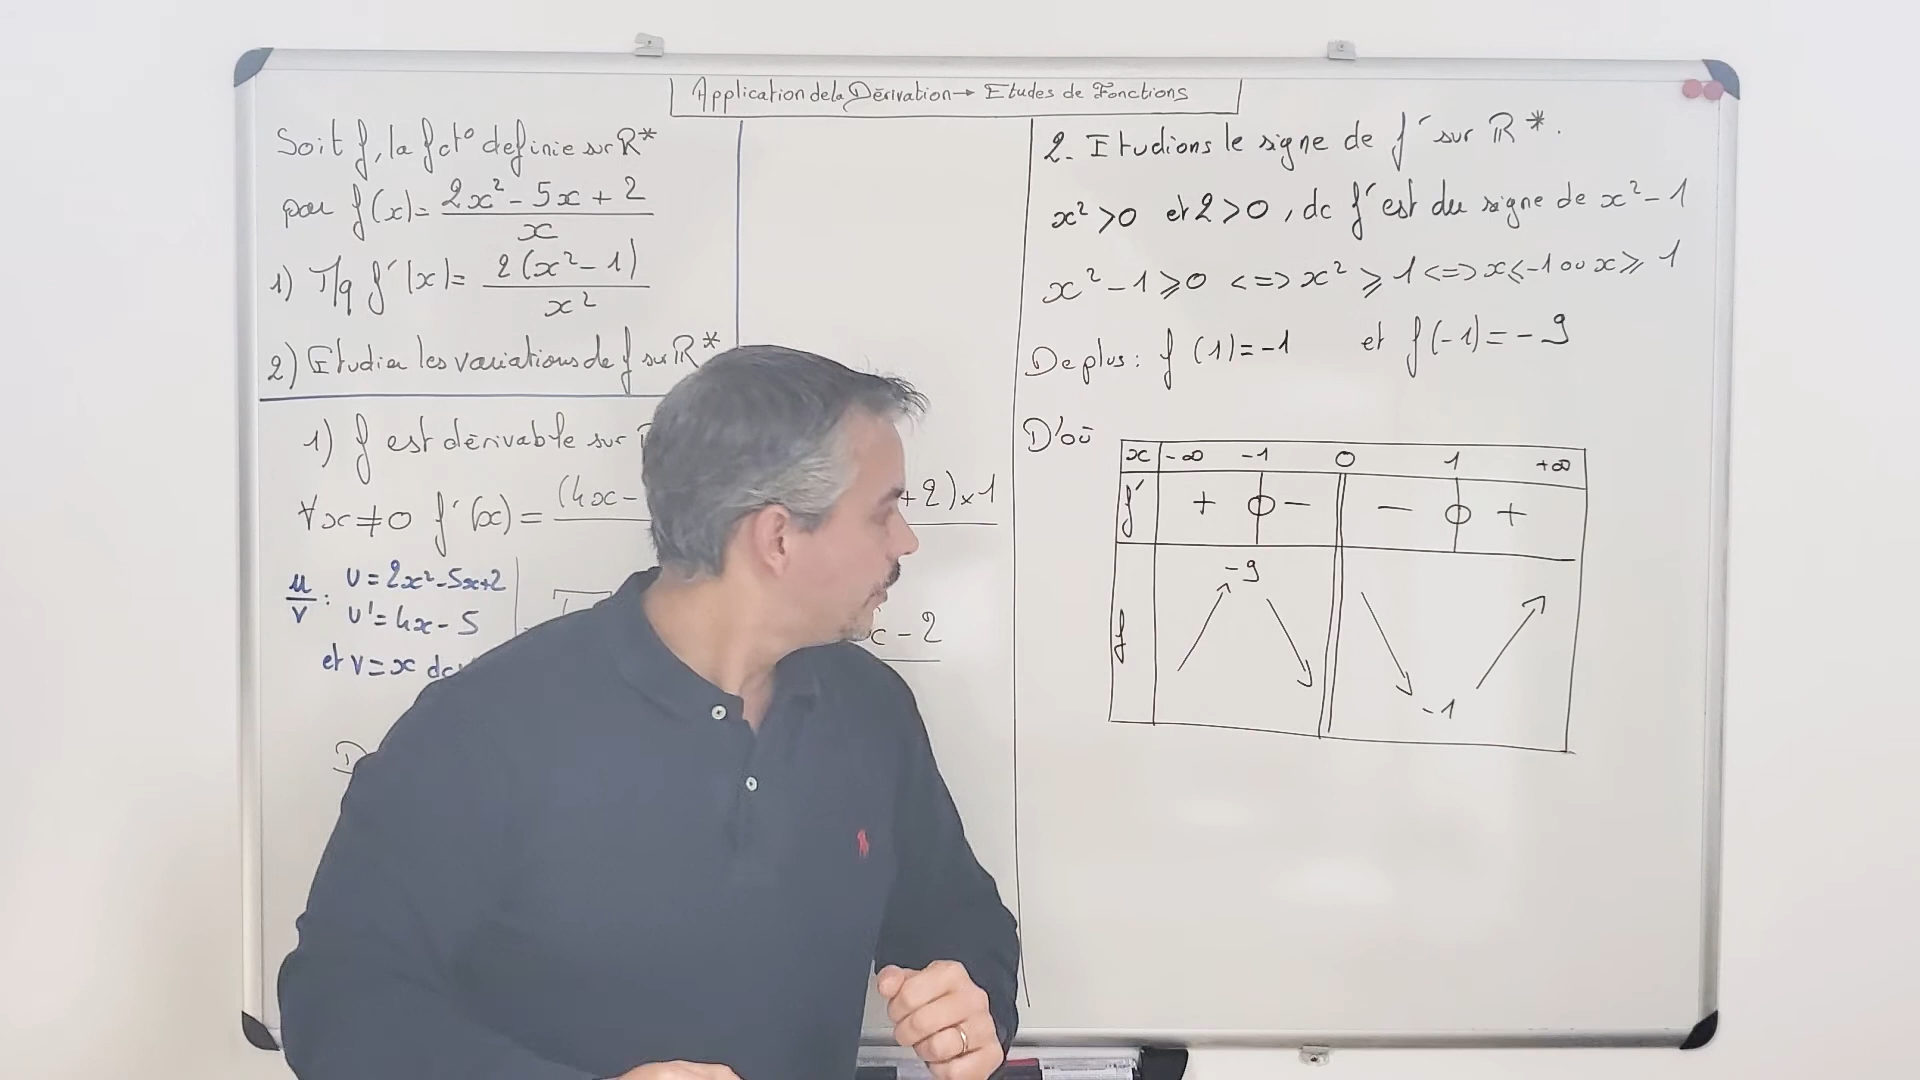 Application de la Dérivation → Etudes de Fonctions
Soit f, la fct° definie sur ℝ*
par f(x)= (2x² - 5x + 2)/x
1) M/q f'(x)= 2(x²-1)/x²
2) Etudier les variations de f sur ℝ*
1) f est dérivable sur
∀x≠0 f'(x) = (4x- +2)×1
u/v : U = 2x²-5x+2
U' = 4x - 5
et V = x
- 2
2. Etudions le signe de f' sur ℝ*.
x² > 0 et 2 > 0, dc f' est du signe de x² - 1
x² - 1 ⩾ 0 <=> x² ⩾ 1 <=> x ⩽ -1 ou x ⩾ 1
De plus : f(1) = -1 et f(-1) = -9
D'où
x -∞ -1 0 1 +∞
f' + 0 - - 0 +
-9
f
-1